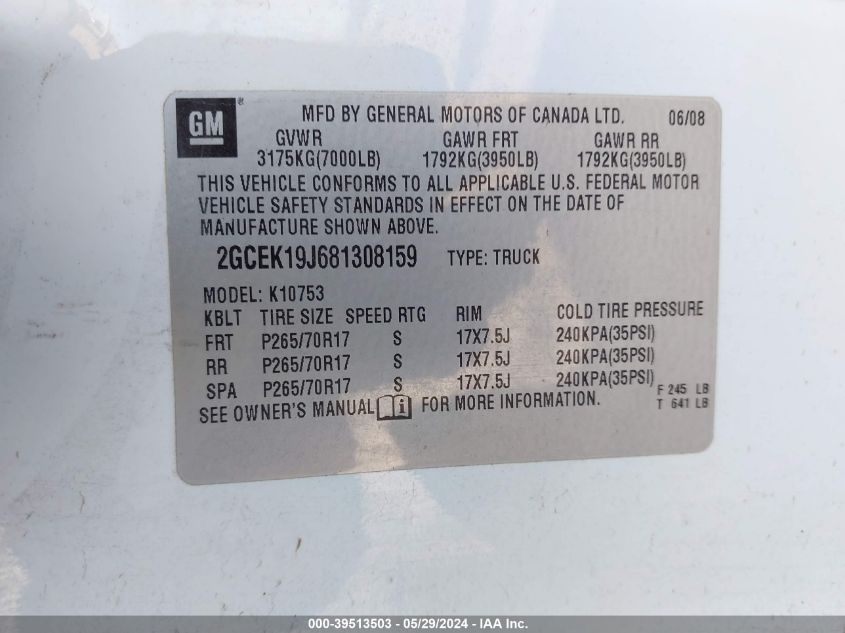 GM ® MFD BY GENERAL MOTORS OF CANADA LTD. 06/08
GVWR GAWR FRT GAWR RR
3175KG(7000LB) 1792KG(3950LB) 1792KG(3950LB)
THIS VEHICLE CONFORMS TO ALL APPLICABLE U.S. FEDERAL MOTOR
VEHICLE SAFETY STANDARDS IN EFFECT ON THE DATE OF
MANUFACTURE SHOWN ABOVE.
2GCEK19J681308159 TYPE: TRUCK
MODEL: K10753
KBLT TIRE SIZE SPEED RTG RIM COLD TIRE PRESSURE
FRT P265/70R17 S 17X7.5J 240KPA(35PSI)
RR P265/70R17 S 17X7.5J 240KPA(35PSI)
SPA P265/70R17 S 17X7.5J 240KPA(35PSI) F 245 LB
SEE OWNER'S MANUAL i FOR MORE INFORMATION. T 641 LB
000-39513503 - 05/29/2024 - IAA Inc.